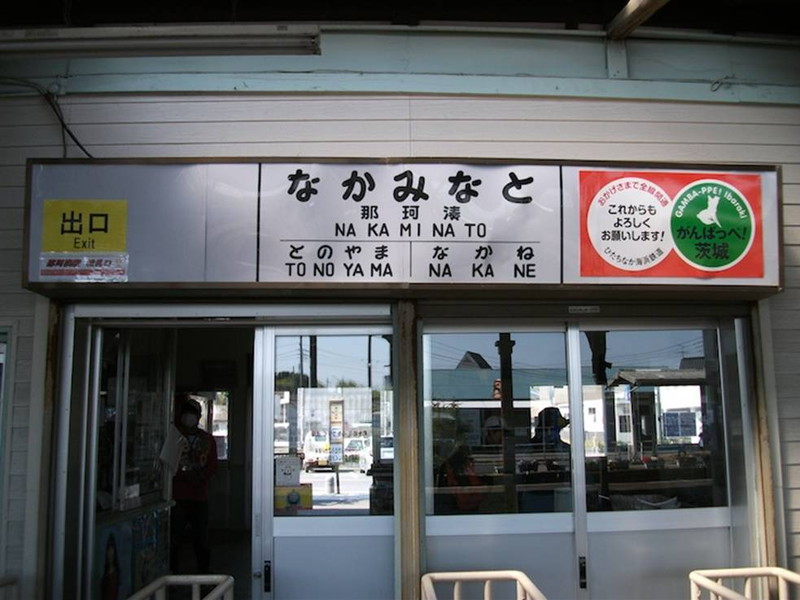 出口
Exit
なかみなと
那珂湊
NA KA MI NA TO
とのやま
TO NO YA MA
なかね
NA KA NE
おかげさまで全線開通
これからも
よろしく
お願いします!
ひたちなか海浜鉄道
GAMBA-PPE! Ibaraki
がんばっぺ!
茨城